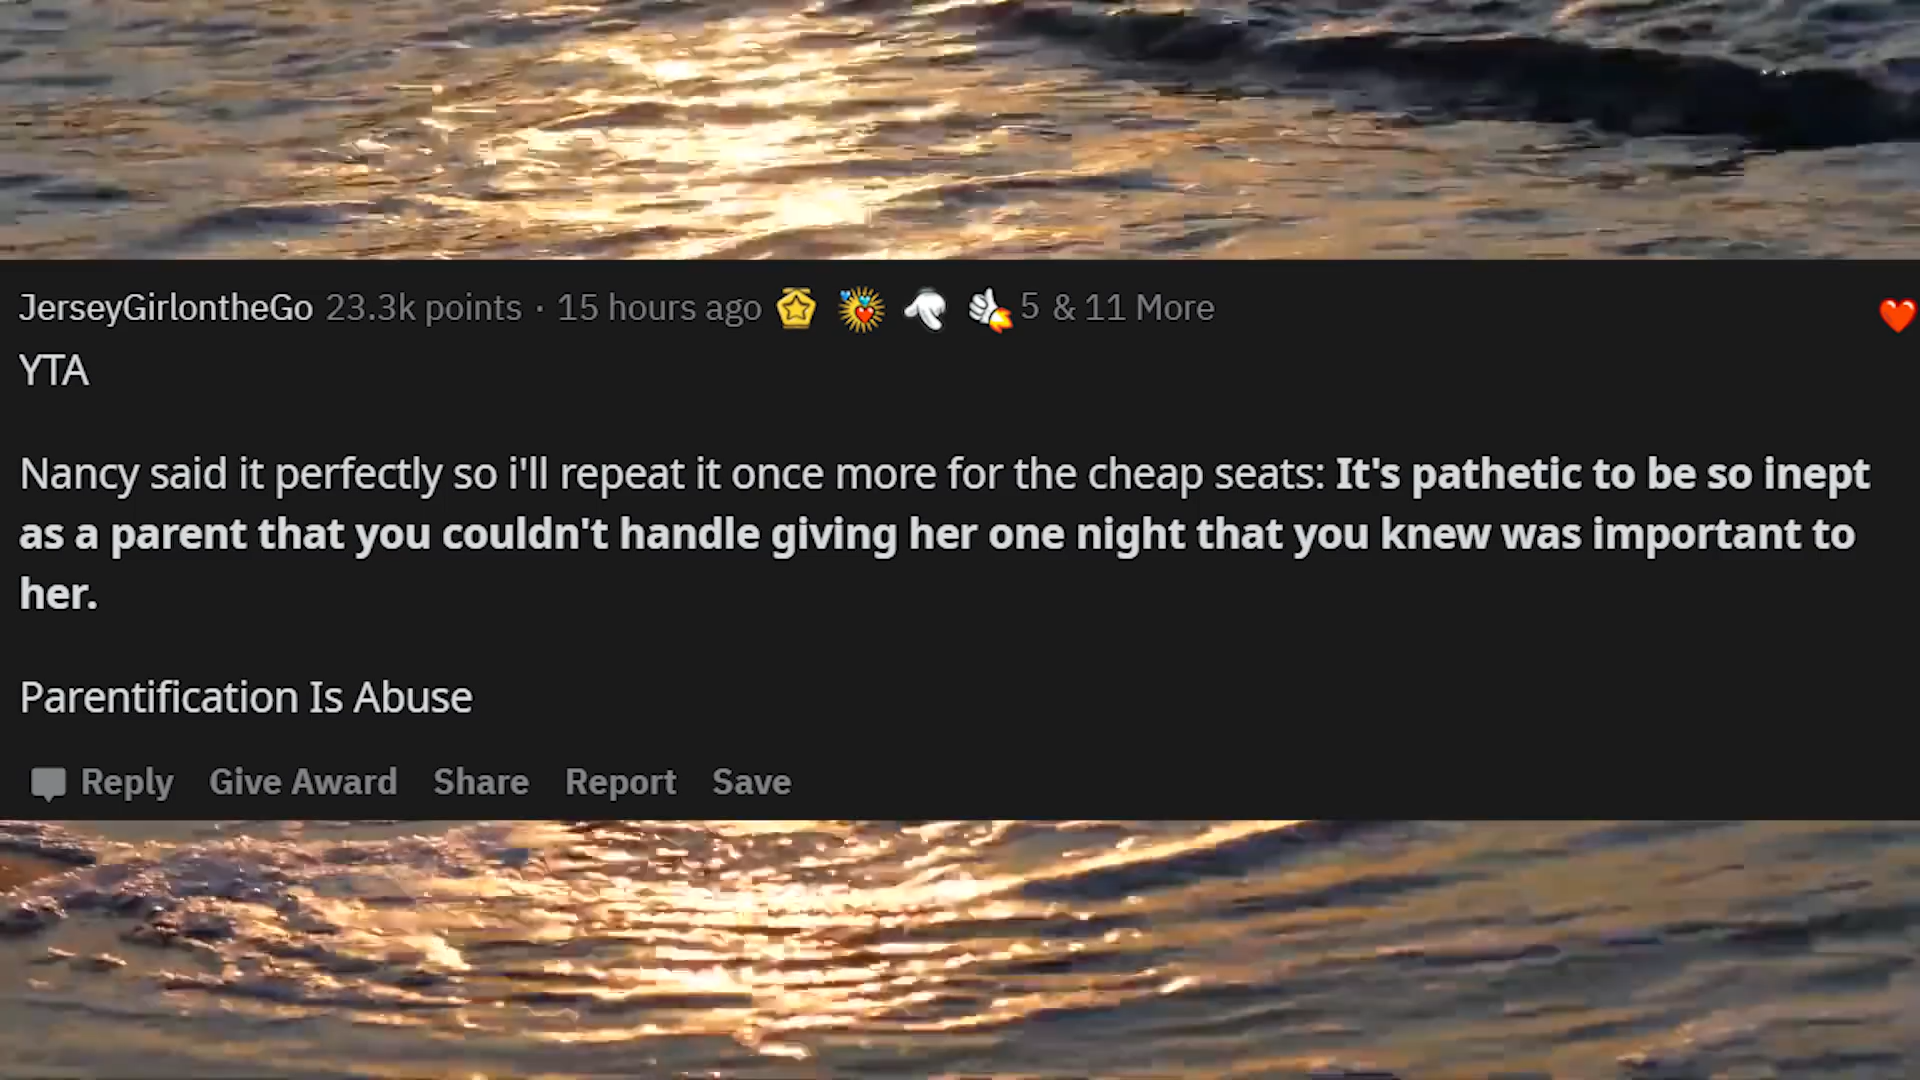 JerseyGirlontheGo 23.3k points · 15 hours ago 5 & 11 More
YTA
Nancy said it perfectly so i'll repeat it once more for the cheap seats: It's pathetic to be so inept
as a parent that you couldn't handle giving her one night that you knew was important to
her.
Parentification Is Abuse
Reply Give Award Share Report Save